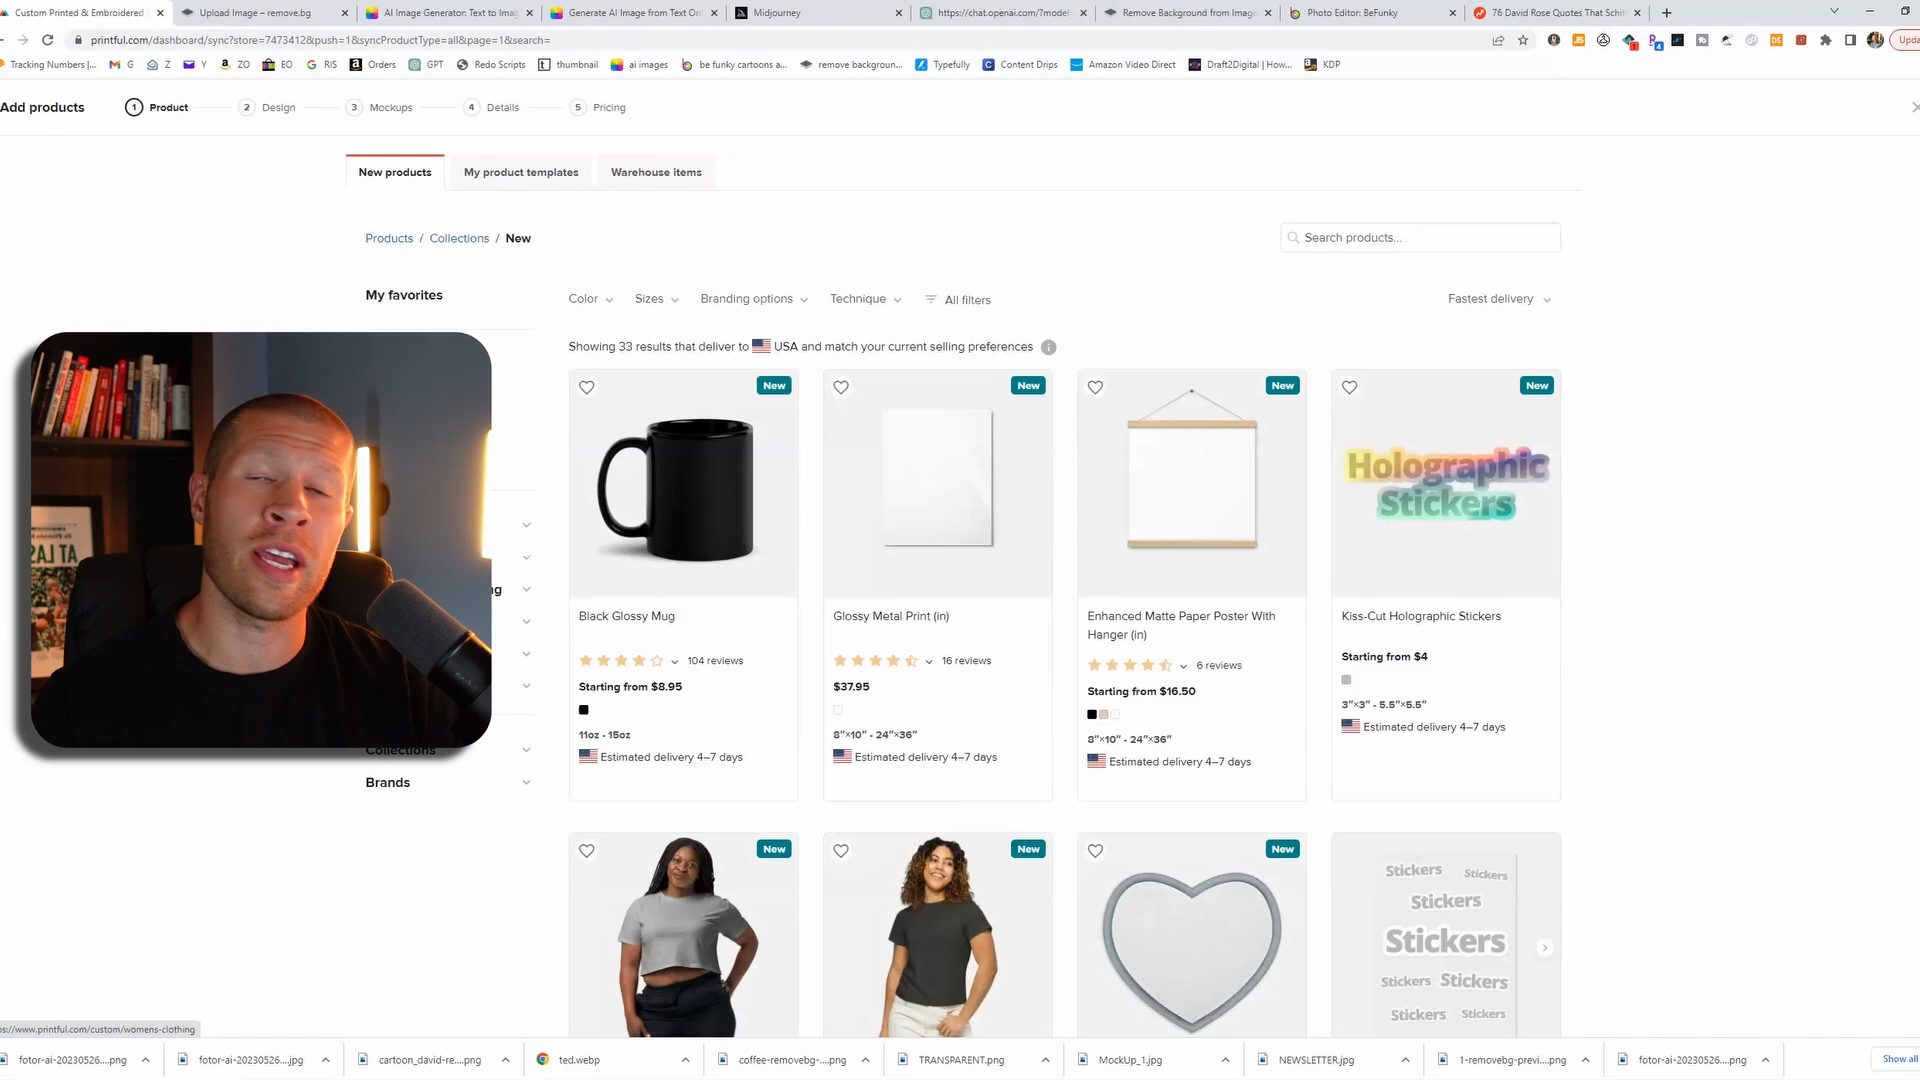 Custom Printed & Embroidered
Upload Image – remove.bg
AI Image Generator: Text to Imag
Generate AI Image from Text Onl
Midjourney
https://chat.openai.com/?model
Remove Background from Image
Photo Editor: BeFunky
76 David Rose Quotes That Schit
printful.com/dashboard/sync?store=7473412&push=1&syncProductType=all&page=1&search=
Upda
Tracking Numbers |...
G
Z
Y
ZO
EO
RIS
Orders
GPT
Redo Scripts
thumbnail
ai images
be funky cartoons a...
remove backgroun...
Typefully
Content Drips
Amazon Video Direct
Draft2Digital | How...
KDP
Add products
1 Product
2 Design
3 Mockups
4 Details
5 Pricing
New products
My product templates
Warehouse items
Products / Collections / New
Search products...
My favorites
Color
Sizes
Branding options
Technique
All filters
Fastest delivery
Showing 33 results that deliver to USA and match your current selling preferences
New
New
New
New
Holographic
Stickers
AT LAS
ng
Collections
Brands
Black Glossy Mug
104 reviews
Starting from $8.95
11oz - 15oz
Estimated delivery 4–7 days
Glossy Metal Print (in)
16 reviews
$37.95
8″×10″ - 24″×36″
Estimated delivery 4–7 days
Enhanced Matte Paper Poster With
Hanger (in)
6 reviews
Starting from $16.50
8″×10″ - 24″×36″
Estimated delivery 4–7 days
Kiss-Cut Holographic Stickers
Starting from $4
3″×3″ - 5.5″×5.5″
Estimated delivery 4–7 days
New
New
New
Stickers Stickers
Stickers
Stickers
Stickers Stickers
Stickers Stickers
s://www.printful.com/custom/womens-clothing
fotor-ai-20230526....png
fotor-ai-20230526....jpg
cartoon_david-re....png
ted.webp
coffee-removebg-....png
TRANSPARENT.png
MockUp_1.jpg
NEWSLETTER.jpg
1-removebg-previ....png
fotor-ai-20230526....png
Show all